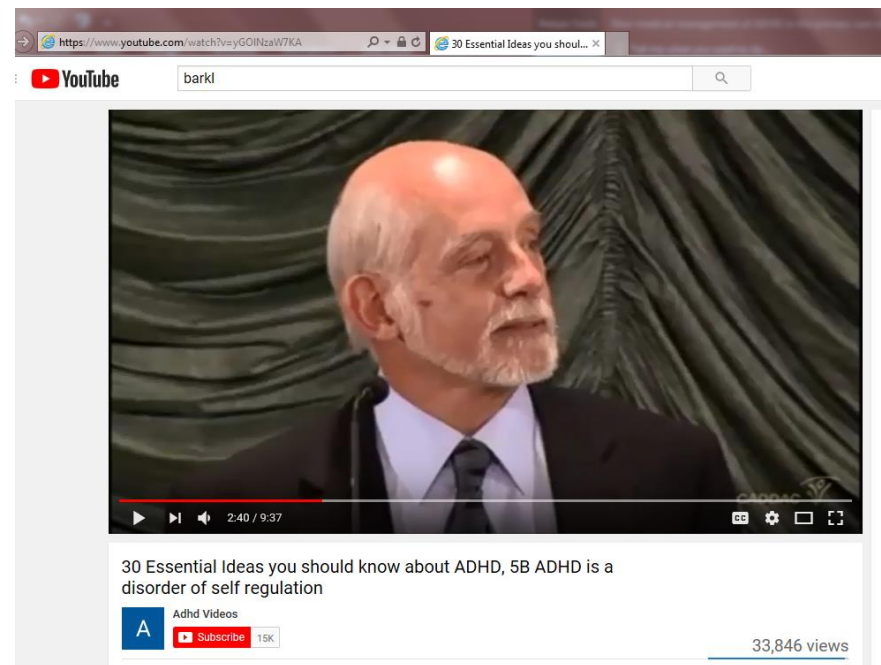 https://www.youtube.com/watch?v=yGOINzaW7KA
30 Essential Ideas you shoul...
YouTube
barkl
CADDAC
2:40 / 9:37
CC
30 Essential Ideas you should know about ADHD, 5B ADHD is a
disorder of self regulation
A
Adhd Videos
Subscribe 15K
33,846 views